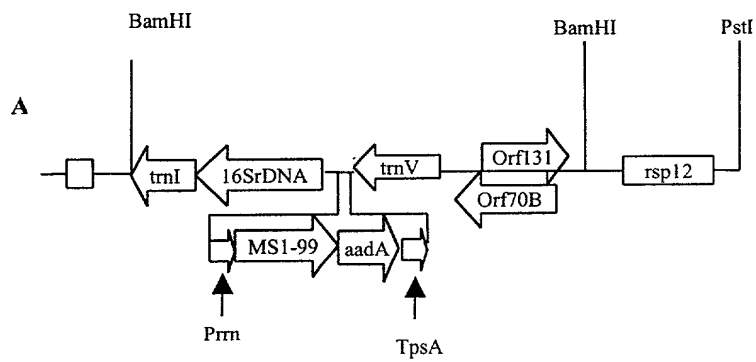 BamHI
BamHI PstI
A
trnI 16SrDNA trnV Orf131 rsp12
Orf70B
MS1-99 aadA
Prrn TpsA